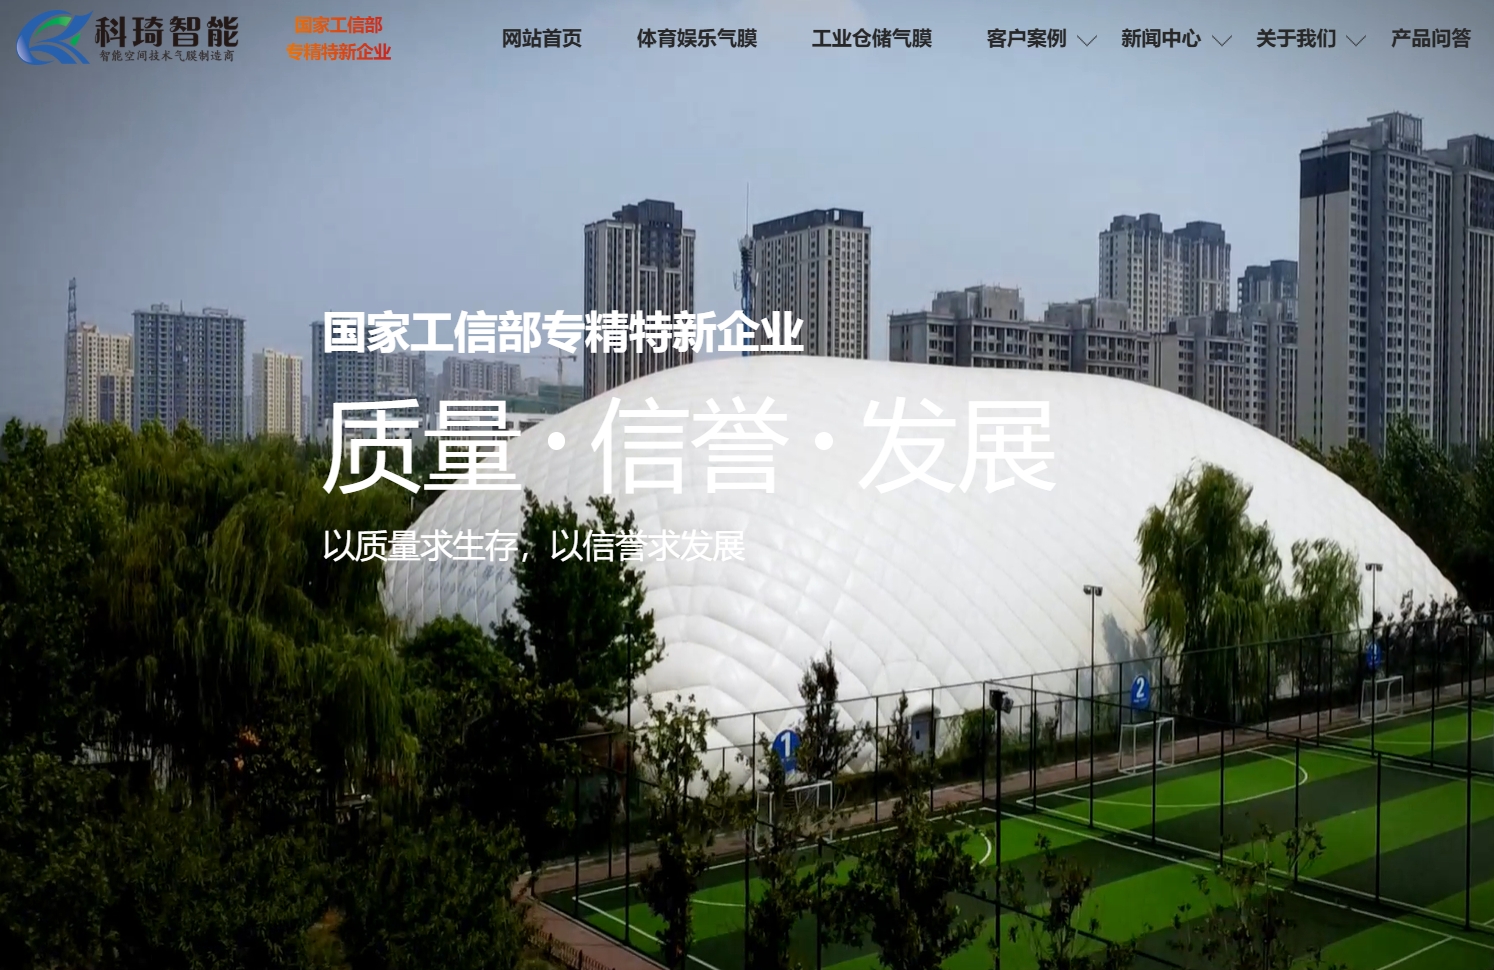 科琦智能
智能空间技术气膜制造商
国家工信部
专精特新企业
网站首页
体育娱乐气膜
工业仓储气膜
客户案例
新闻中心
关于我们
产品问答
国家工信部专精特新企业
质量·信誉·发展
以质量求生存，以信誉求发展
1
2